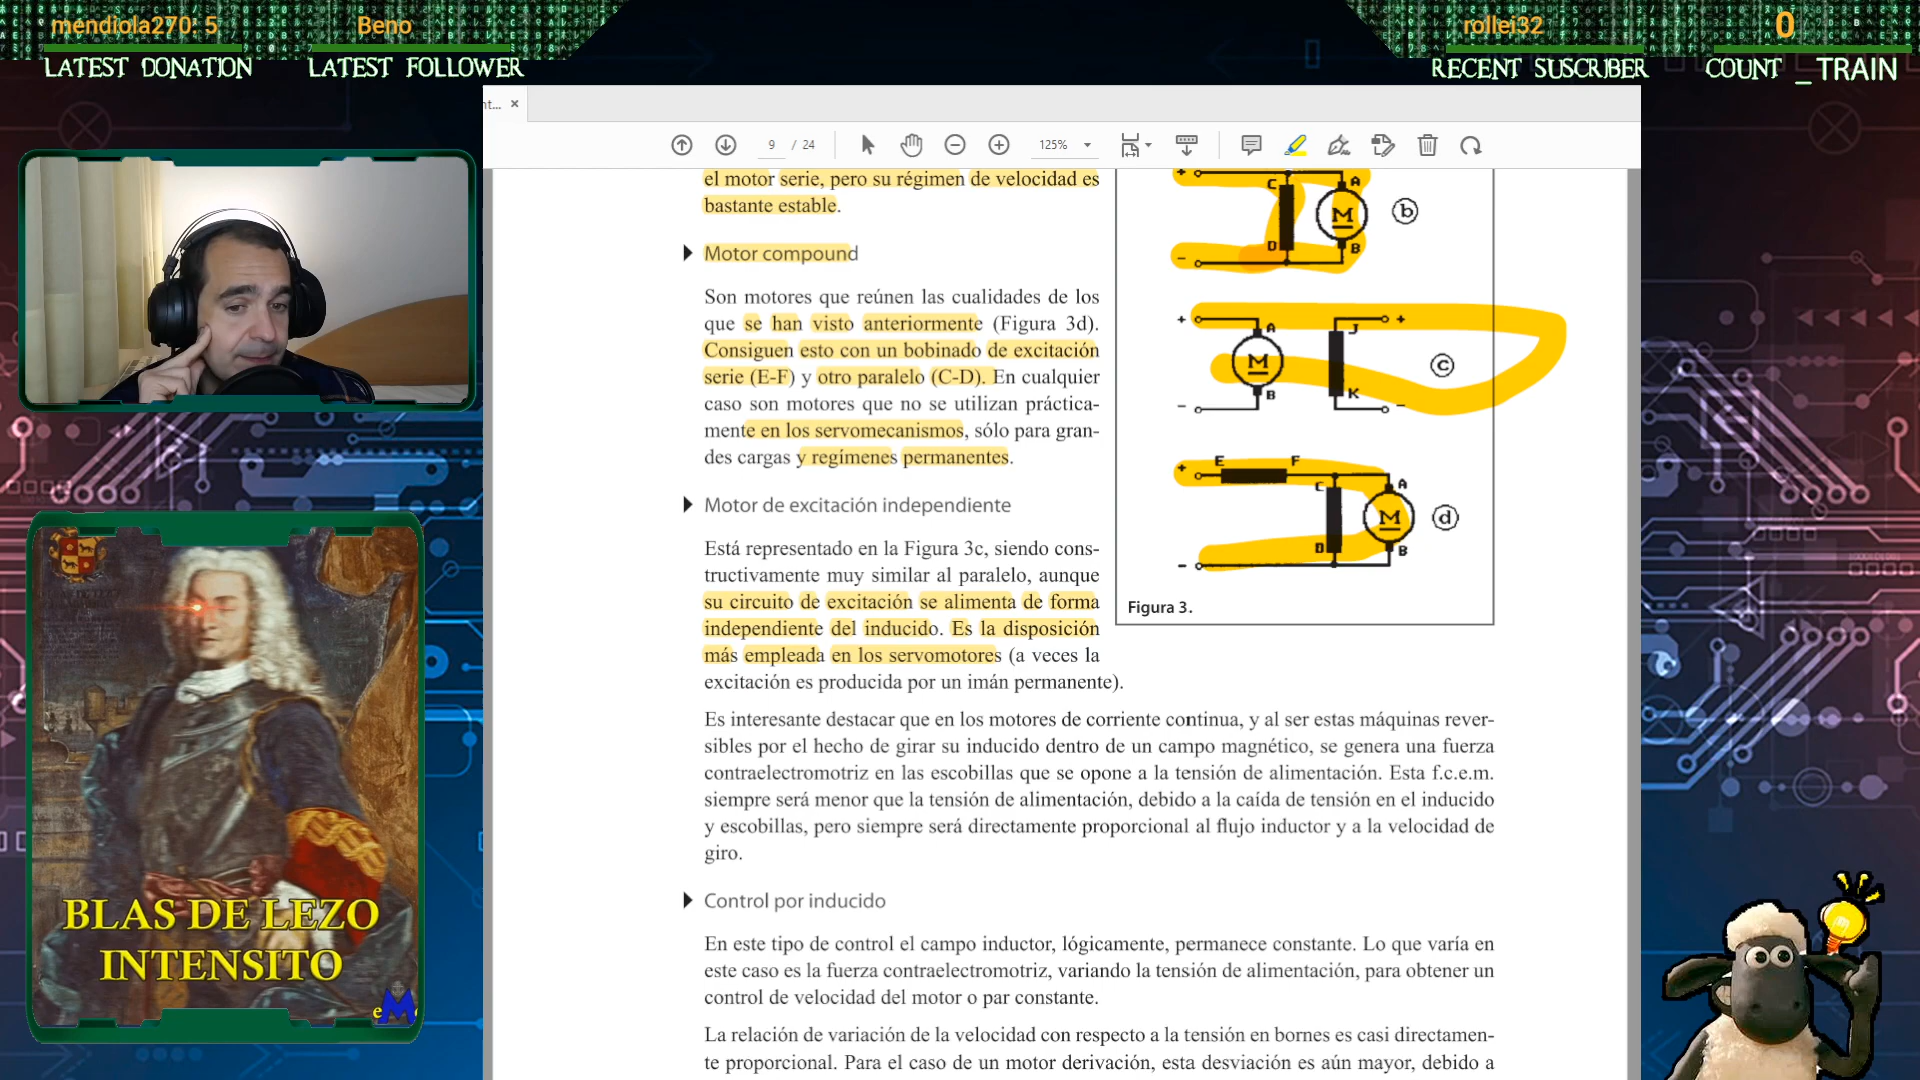 mendiola270: 5
LATEST DONATION
Beno
LATEST FOLLOWER
rollei32
RECENT SUSCRIBER
0
COUNT _TRAIN
nt...
9 / 24
125%
el motor serie, pero su régimen de velocidad es
bastante estable.
Motor compound
Son motores que reúnen las cualidades de los
que se han visto anteriormente (Figura 3d).
Consiguen esto con un bobinado de excitación
serie (E-F) y otro paralelo (C-D). En cualquier
caso son motores que no se utilizan práctica-
mente en los servomecanismos, sólo para gran-
des cargas y regímenes permanentes.
Motor de excitación independiente
Está representado en la Figura 3c, siendo cons-
tructivamente muy similar al paralelo, aunque
su circuito de excitación se alimenta de forma
independiente del inducido. Es la disposición
más empleada en los servomotores (a veces la
excitación es producida por un imán permanente).
+ C A
M b
D B
-
+ A J +
M c
B K
- -
+ E F
C A
M d
D B
-
Figura 3.
Es interesante destacar que en los motores de corriente continua, y al ser estas máquinas rever-
sibles por el hecho de girar su inducido dentro de un campo magnético, se genera una fuerza
contraelectromotriz en las escobillas que se opone a la tensión de alimentación. Esta f.c.e.m.
siempre será menor que la tensión de alimentación, debido a la caída de tensión en el inducido
y escobillas, pero siempre será directamente proporcional al flujo inductor y a la velocidad de
giro.
Control por inducido
En este tipo de control el campo inductor, lógicamente, permanece constante. Lo que varía en
este caso es la fuerza contraelectromotriz, variando la tensión de alimentación, para obtener un
control de velocidad del motor o par constante.
La relación de variación de la velocidad con respecto a la tensión en bornes es casi directamen-
te proporcional. Para el caso de un motor derivación, esta desviación es aún mayor, debido a
BLAS DE LEZO
INTENSITO